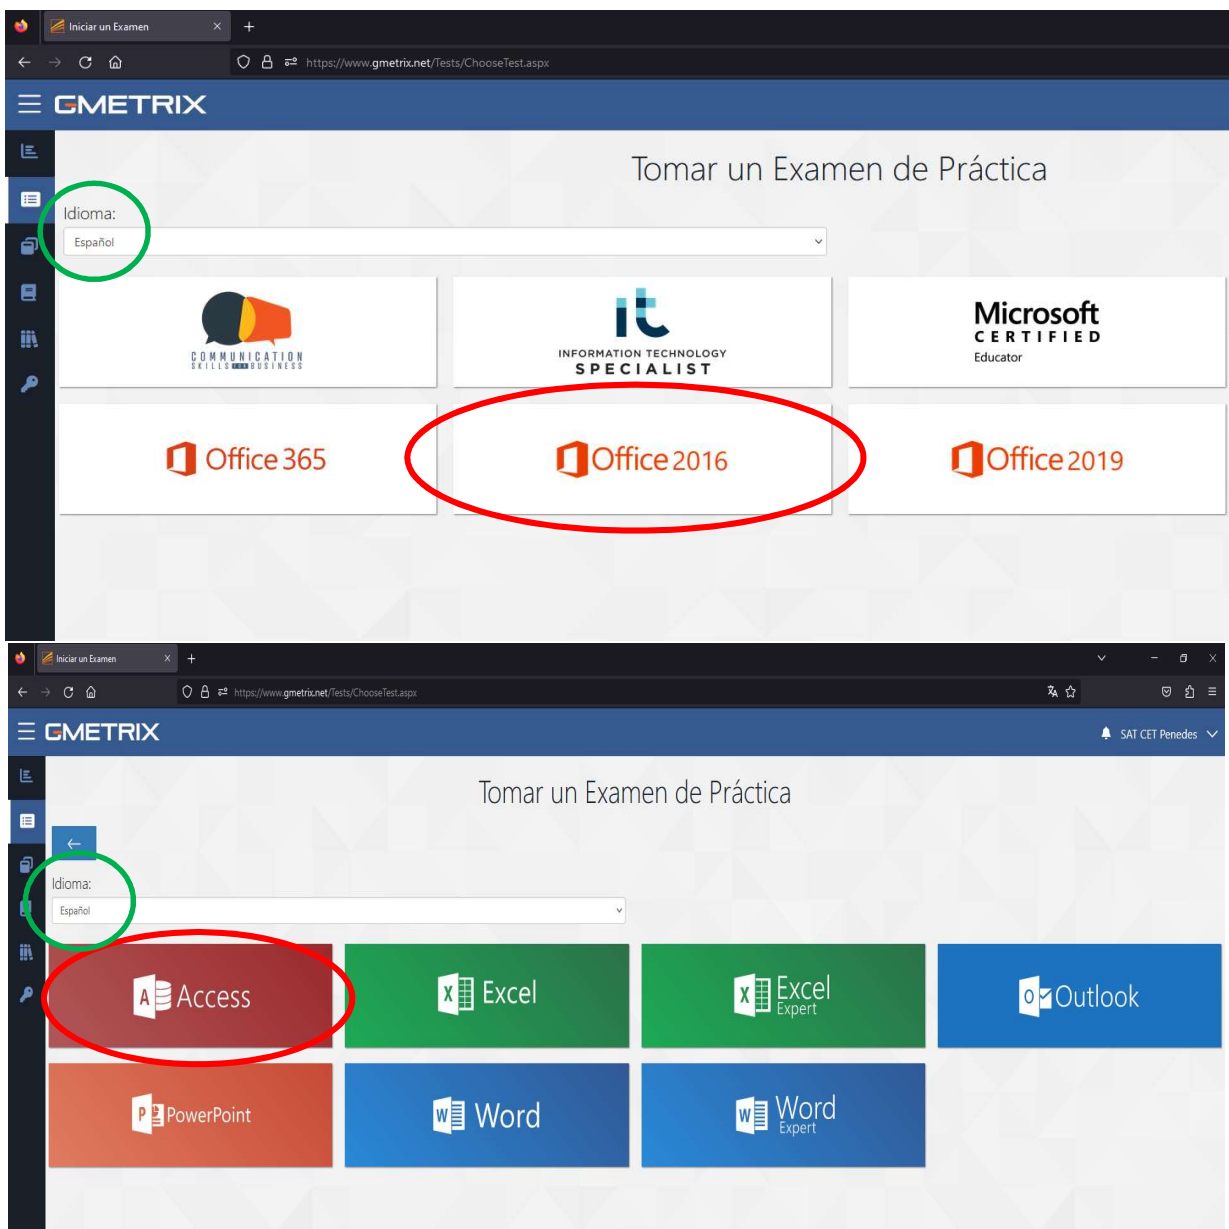 Iniciar un Examen
https://www.gmetrix.net/Tests/ChooseTest.aspx
GMETRIX
Tomar un Examen de Práctica
Idioma:
Español
COMMUNICATION
SKILLS FOR BUSINESS
it
INFORMATION TECHNOLOGY
SPECIALIST
Microsoft
CERTIFIED
Educator
Office 365
Office 2016
Office 2019
Iniciar un Examen
https://www.gmetrix.net/Tests/ChooseTest.aspx
GMETRIX
SAT CET Penedes
Tomar un Examen de Práctica
Idioma:
Español
A Access
X Excel
X Excel
Expert
O Outlook
P PowerPoint
W Word
W Word
Expert